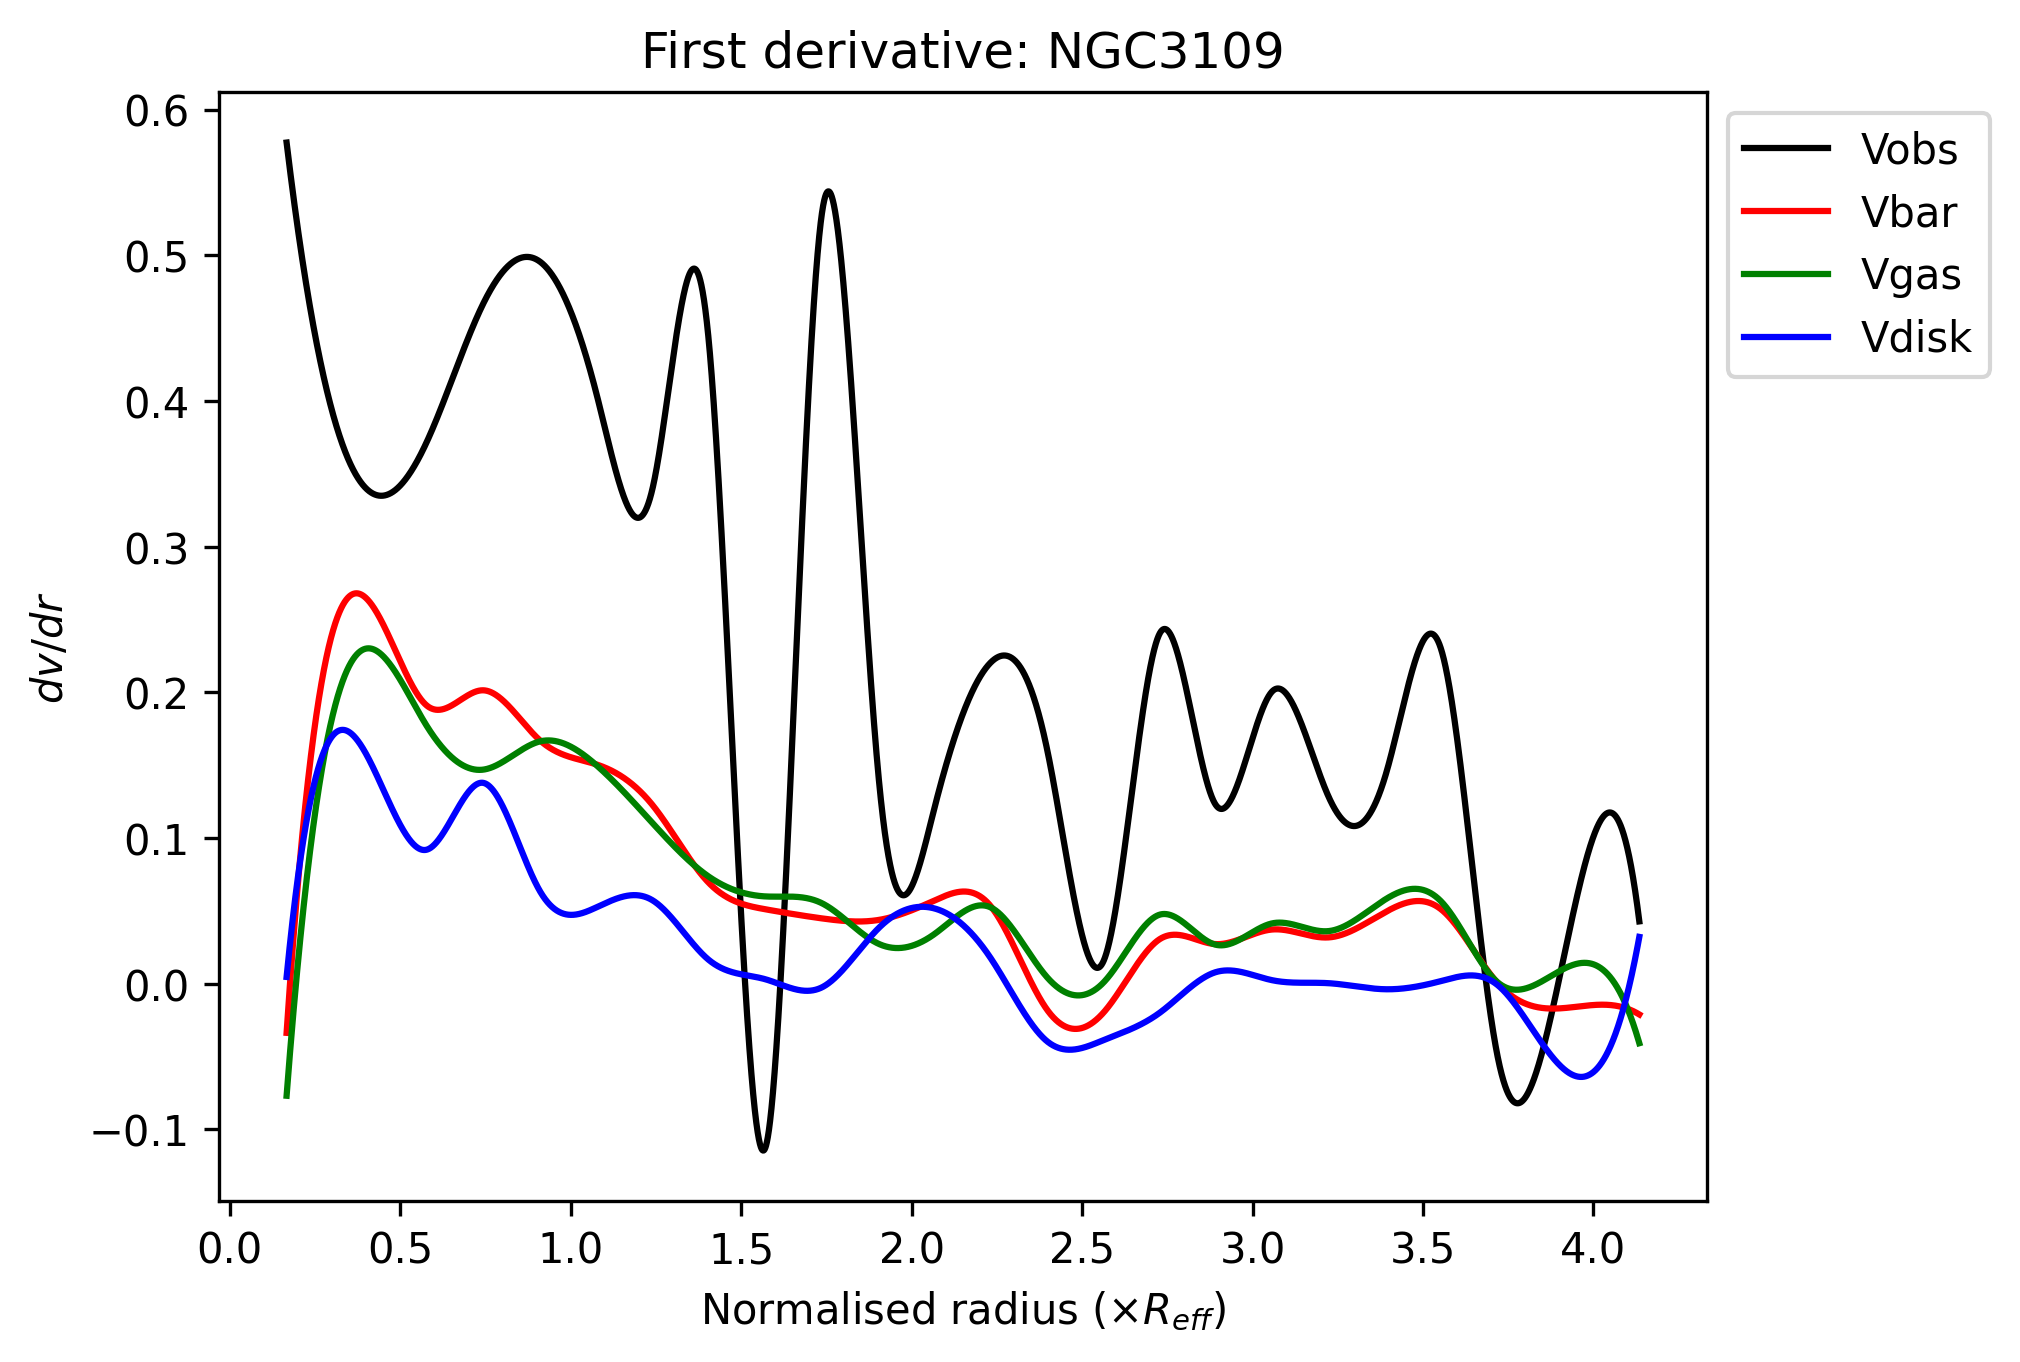 First derivative: NGC3109
0.6
0.5
0.4
0.3
0.2
0.1
0.0
−0.1
dv/dr
0.0 0.5 1.0 1.5 2.0 2.5 3.0 3.5 4.0
Normalised radius (×R_eff)
Vobs
Vbar
Vgas
Vdisk